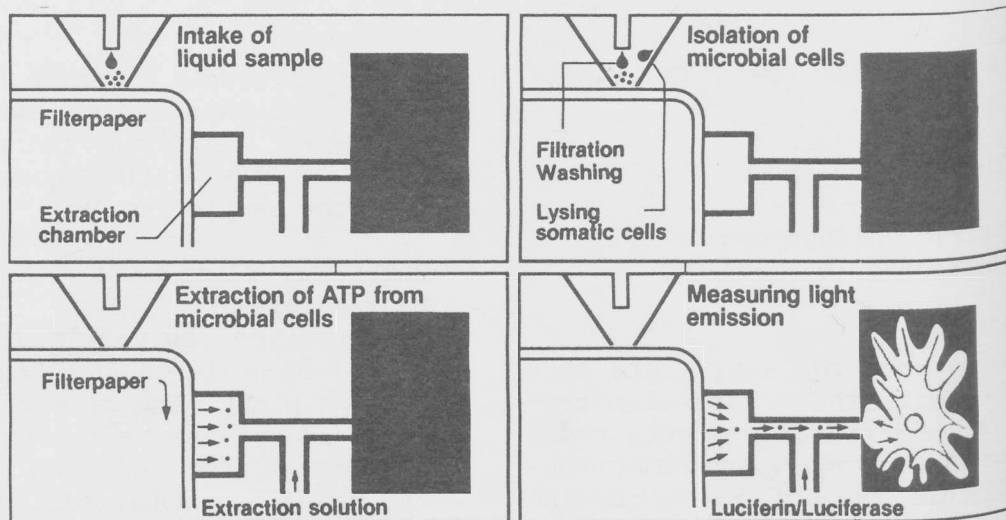 Intake of
liquid sample
Filterpaper
Extraction
chamber
Isolation of
microbial cells
Filtration
Washing
Lysing
somatic cells
Extraction of ATP from
microbial cells
Filterpaper
Extraction solution
Measuring light
emission
Luciferin/Luciferase